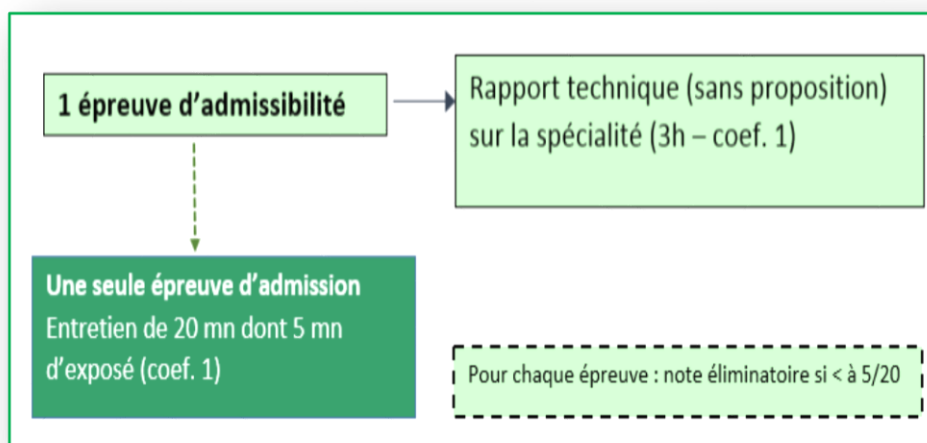 1 épreuve d’admissibilité
Rapport technique (sans proposition)
sur la spécialité (3h – coef. 1)
Une seule épreuve d’admission
Entretien de 20 mn dont 5 mn
d’exposé (coef. 1)
Pour chaque épreuve : note éliminatoire si < à 5/20